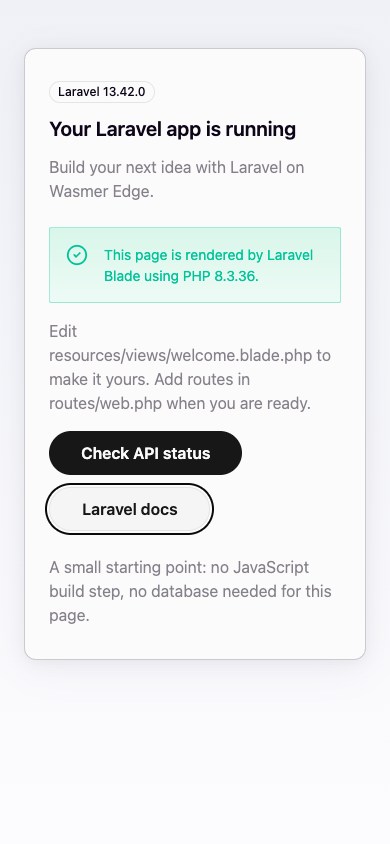 Laravel 13.42.0
Your Laravel app is running
Build your next idea with Laravel on
Wasmer Edge.
This page is rendered by Laravel
Blade using PHP 8.3.36.
Edit
resources/views/welcome.blade.php to
make it yours. Add routes in
routes/web.php when you are ready.
Check API status
Laravel docs
A small starting point: no JavaScript
build step, no database needed for this
page.